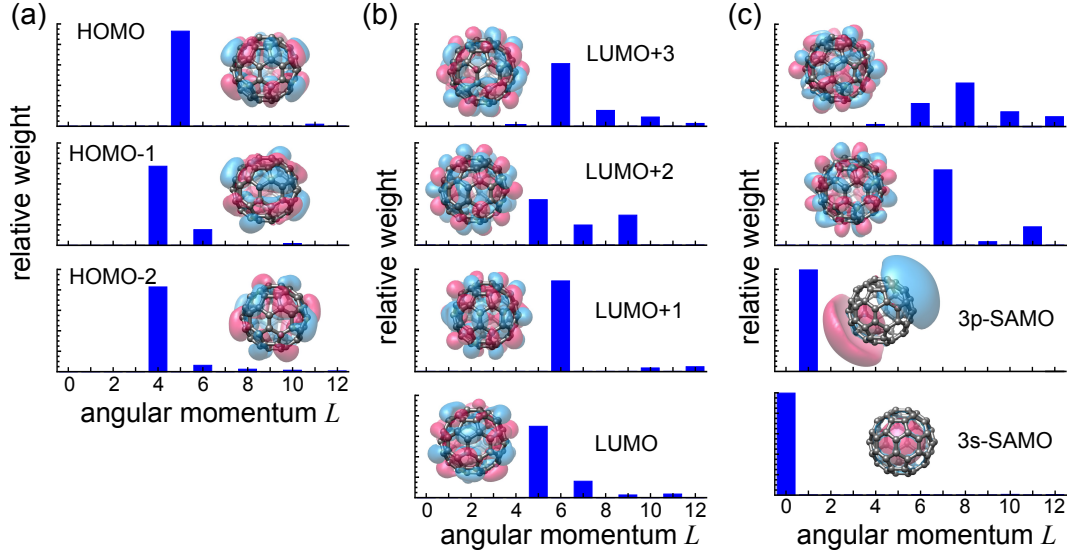 (a)
HOMO
HOMO-1
HOMO-2
relative weight
0 2 4 6 8 10 12
angular momentum L
(b)
LUMO+3
LUMO+2
LUMO+1
LUMO
relative weight
0 2 4 6 8 10 12
angular momentum L
(c)
3p-SAMO
3s-SAMO
relative weight
0 2 4 6 8 10 12
angular momentum L